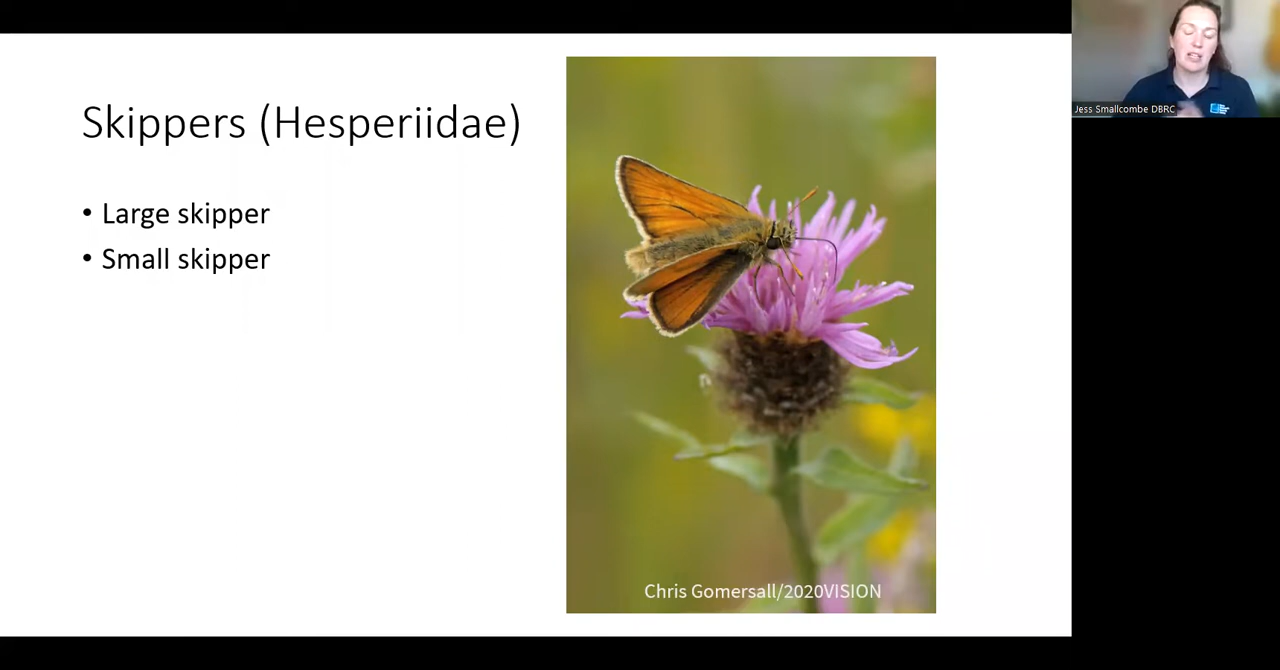 Skippers (Hesperiidae)
• Large skipper
• Small skipper
Chris Gomersall/2020VISION
Jess Smallcombe DBRC